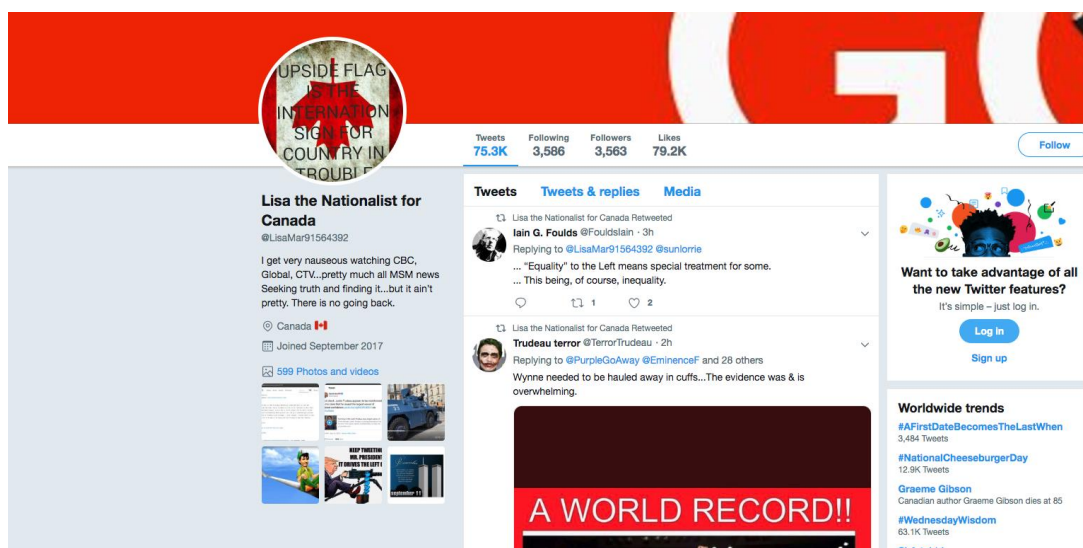 GO
UPSIDE FLAG
IS THE
INTERNATION
SIGN FOR
COUNTRY IN
TROUBLE
Tweets
75.3K
Following
3,586
Followers
3,563
Likes
79.2K
Follow
Lisa the Nationalist for
Canada
@LisaMar91564392
I get very nauseous watching CBC,
Global, CTV...pretty much all MSM news
Seeking truth and finding it...but it ain't
pretty. There is no going back.
Canada
Joined September 2017
599 Photos and videos
KEEP TWEETING
MR. PRESIDENT
IT DRIVES THE LEFT
september 11
Tweets Tweets & replies Media
Lisa the Nationalist for Canada Retweeted
Iain G. Foulds @FouldsIain · 3h
Replying to @LisaMar91564392 @sunlorrie
... “Equality” to the Left means special treatment for some.
... This being, of course, inequality.
1 2
Lisa the Nationalist for Canada Retweeted
Trudeau terror @TerrorTrudeau · 2h
Replying to @PurpleGoAway @EminenceF and 28 others
Wynne needed to be hauled away in cuffs...The evidence was & is
overwhelming.
A WORLD RECORD!!
Want to take advantage of all
the new Twitter features?
It's simple – just log in.
Log in
Sign up
Worldwide trends
#AFirstDateBecomesTheLastWhen
3,484 Tweets
#NationalCheeseburgerDay
12.9K Tweets
Graeme Gibson
Canadian author Graeme Gibson dies at 85
#WednesdayWisdom
63.1K Tweets